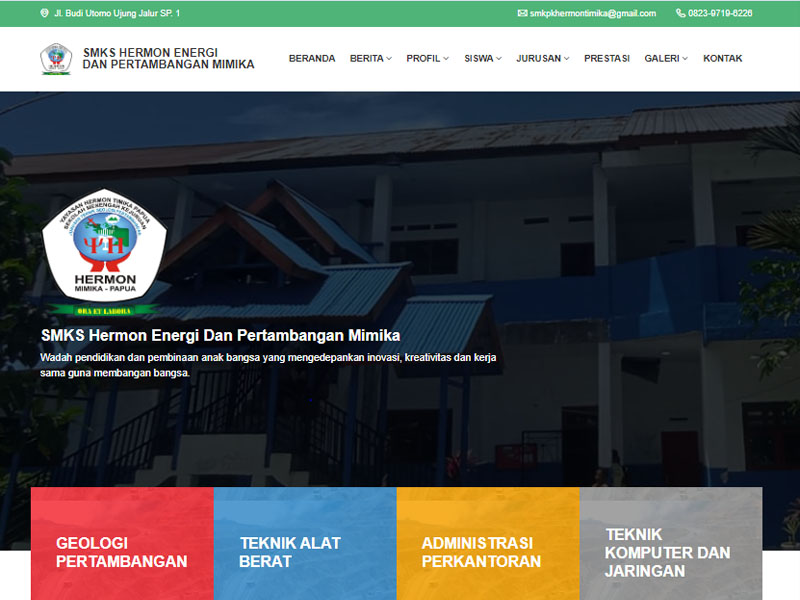 Jl. Budi Utomo Ujung Jalur SP. 1
smkpkhermontimika@gmail.com
0823-9719-6226
SMKS HERMON ENERGI
DAN PERTAMBANGAN MIMIKA
BERANDA BERITA PROFIL SISWA JURUSAN PRESTASI GALERI KONTAK
YAYASAN HERMON TIMIKA PAPUA
SEKOLAH MENENGAH KEJURUAN
HERMON
MIMIKA - PAPUA
ORA ET LABORA
SMKS Hermon Energi Dan Pertambangan Mimika
Wadah pendidikan dan pembinaan anak bangsa yang mengedepankan inovasi, kreativitas dan kerja
sama guna membangan bangsa.
GEOLOGI
PERTAMBANGAN
TEKNIK ALAT
BERAT
ADMINISTRASI
PERKANTORAN
TEKNIK
KOMPUTER DAN
JARINGAN